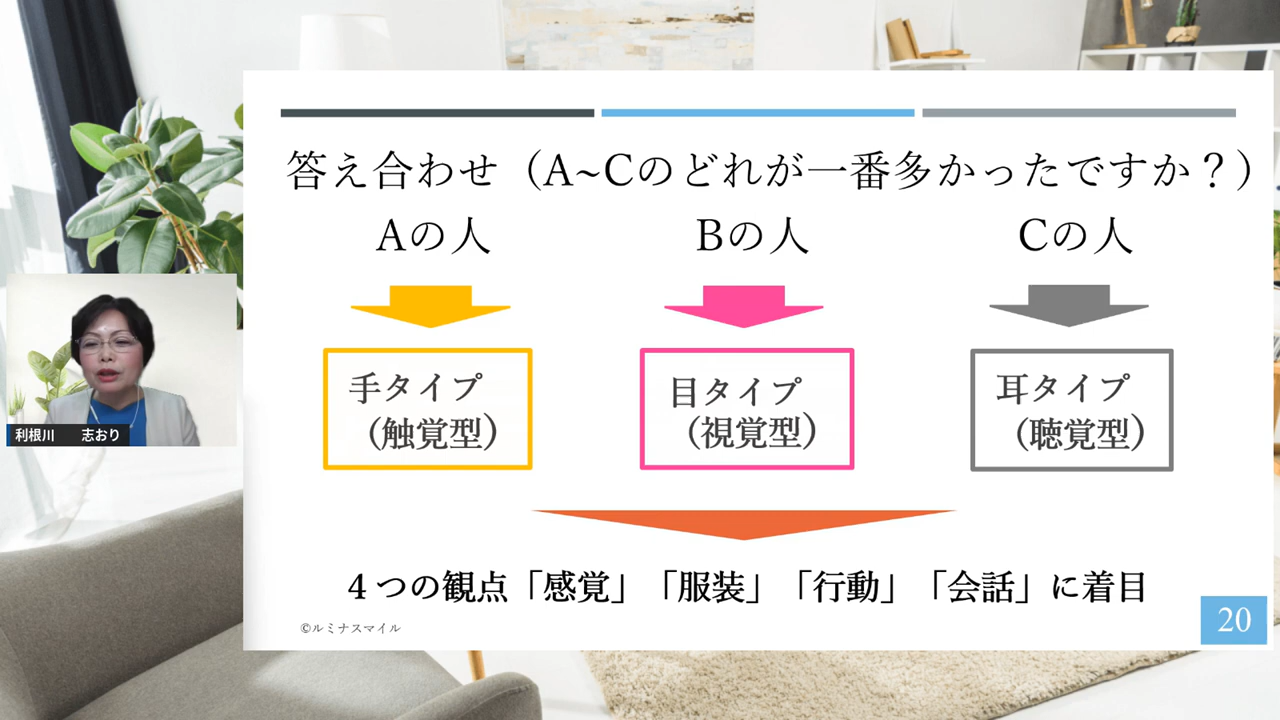 答え合わせ（A~Cのどれが一番多かったですか？）
Aの人
Bの人
Cの人
手タイプ
（触覚型）
目タイプ
（視覚型）
耳タイプ
（聴覚型）
４つの観点「感覚」「服装」「行動」「会話」に着目
©ルミナスマイル
20
利根川　志おり